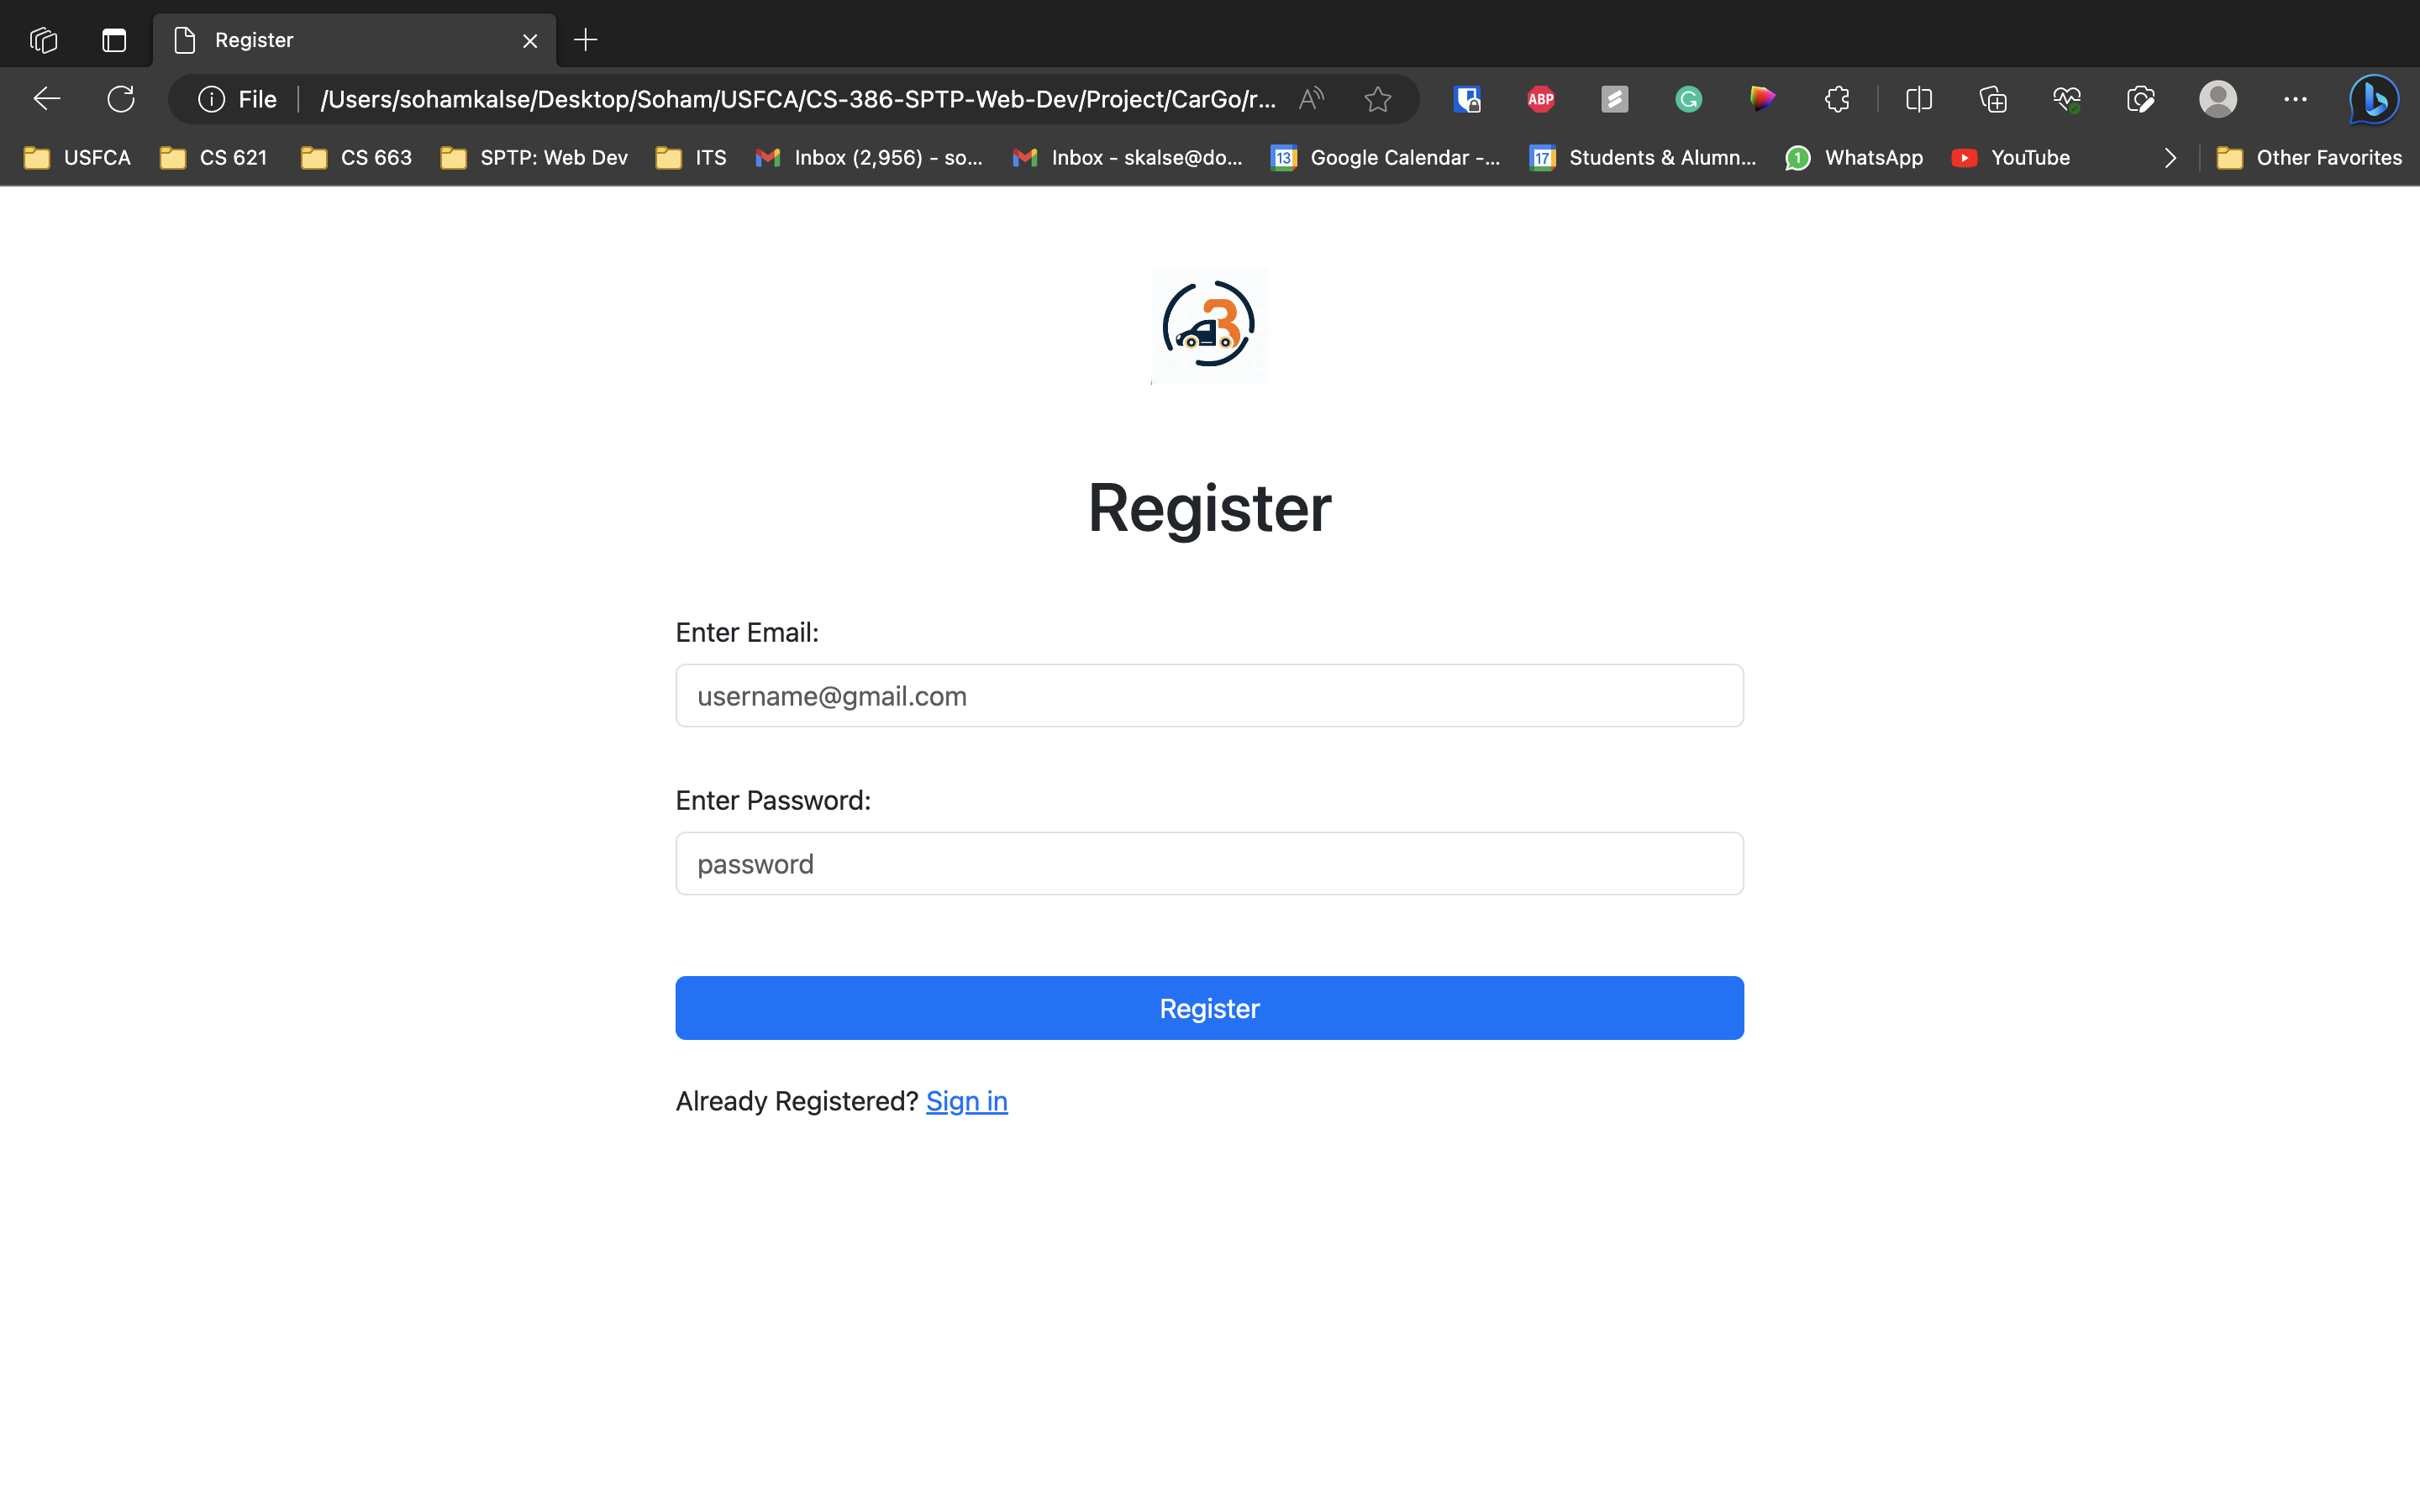 Register
File
/Users/sohamkalse/Desktop/Soham/USFCA/CS-386-SPTP-Web-Dev/Project/CarGo/r...
ABP
USFCA
CS 621
CS 663
SPTP: Web Dev
ITS
Inbox (2,956) - so...
Inbox - skalse@do...
13
Google Calendar -...
17
Students & Alumn...
1
WhatsApp
YouTube
Other Favorites
3
Register
Enter Email:
username@gmail.com
Enter Password:
password
Register
Already Registered? Sign in